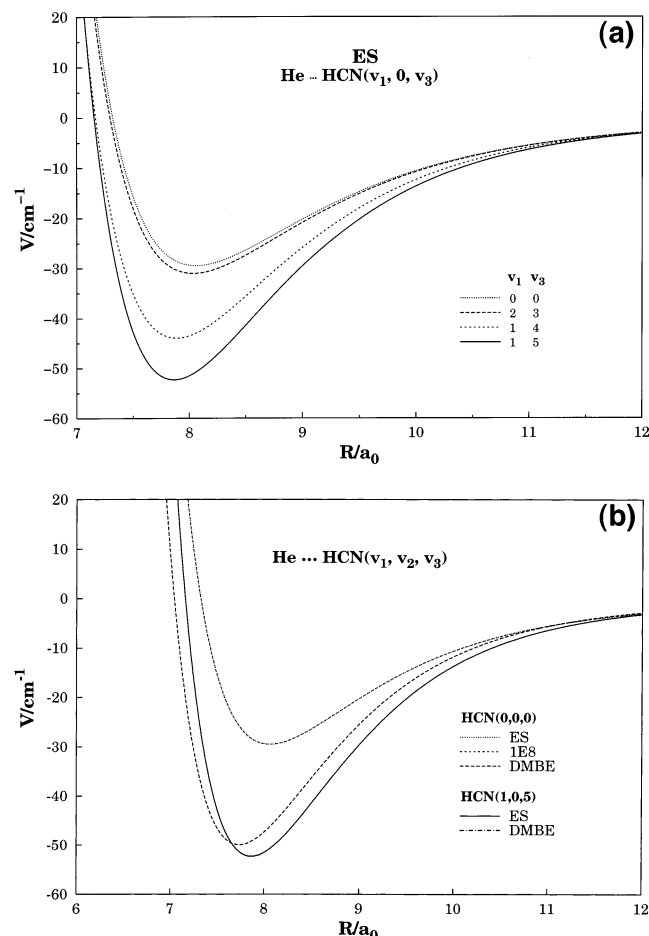 (a)
ES
He ... HCN(v1, 0, v3)
20
10
0
−10
−20
−30
−40
−50
−60
V/cm−1
v1 v3
0 0
2 3
1 4
1 5
7 8 9 10 11 12
R/a0
(b)
He ... HCN(v1, v2, v3)
20
10
0
-10
-20
-30
-40
-50
-60
V/cm-1
HCN(0,0,0)
ES
1E8
DMBE
HCN(1,0,5)
ES
DMBE
6 7 8 9 10 11 12
R/a0